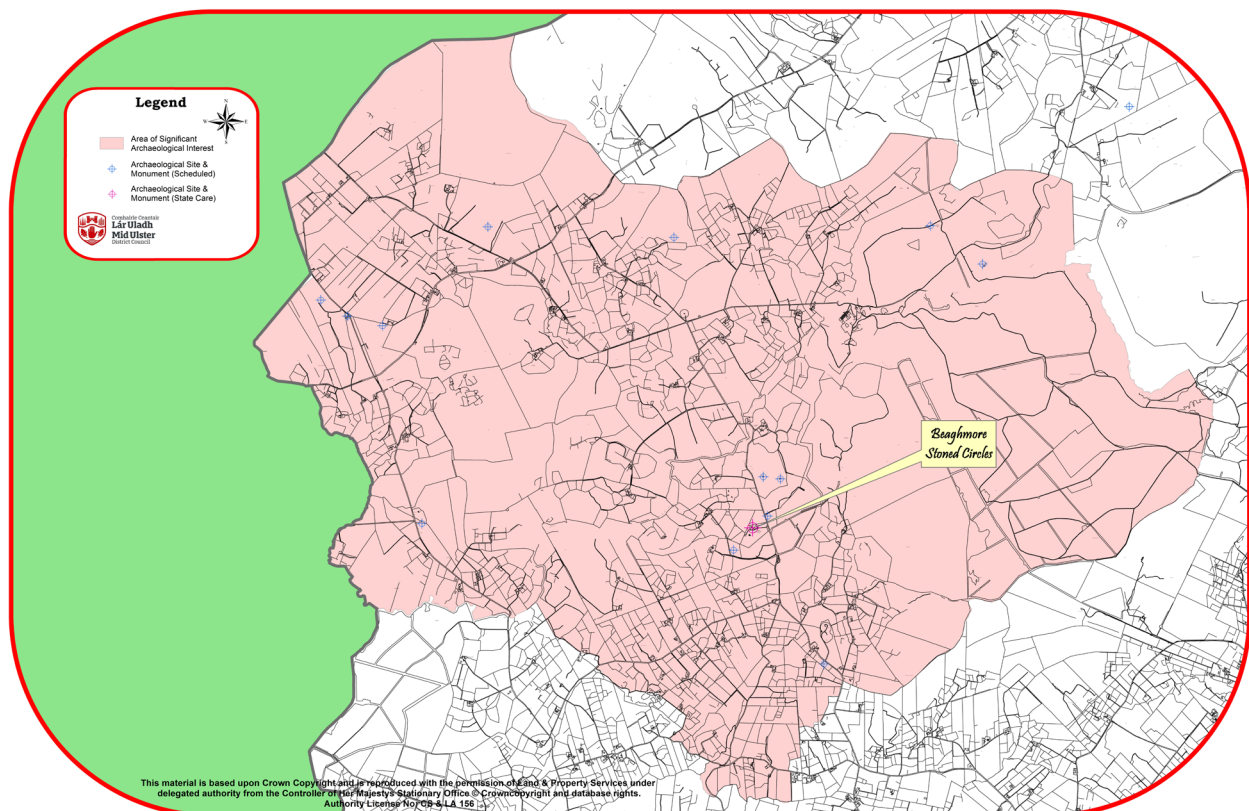 Legend
N
W
E
S
Area of Significant
Archaeological Interest
Archaeological Site &
Monument (Scheduled)
Archaeological Site &
Monument (State Care)
Comhairle Ceantair
Lár Uladh
Mid Ulster
District Council
Beaghmore
Stoned Circles
This material is based upon Crown Copyright and is reproduced with the permission of Land & Property Services under
delegated authority from the Controller of Her Majestys Stationary Office © Crowncopyright and database rights.
Authority License No: CS & LA 156